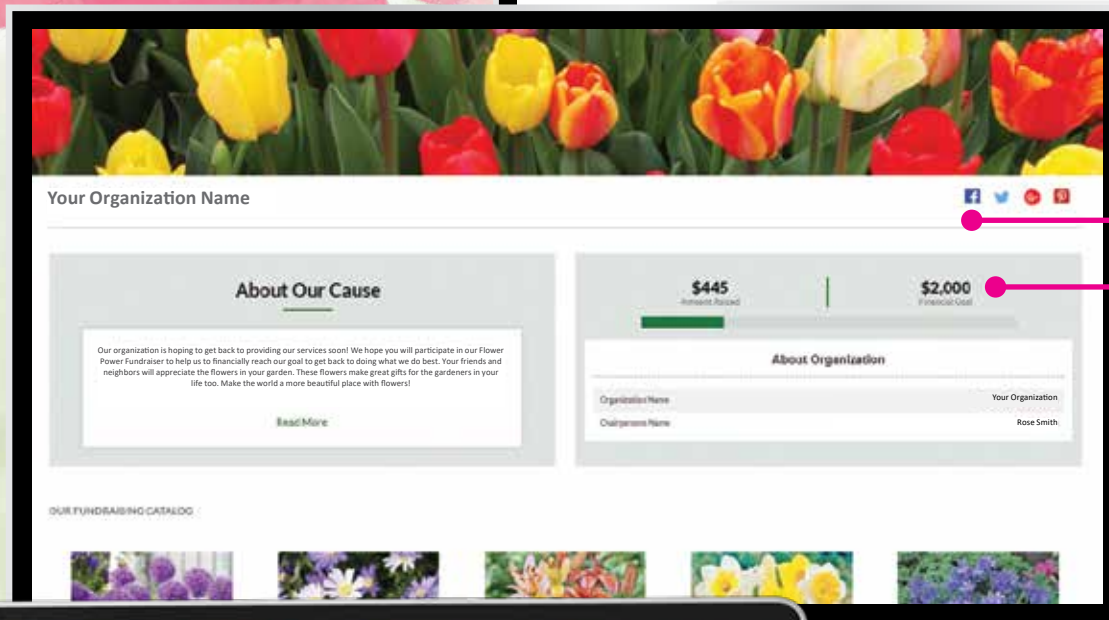 Your Organization Name
About Our Cause
Our organization is hoping to get back to providing our services soon! We hope you will participate in our Flower
Power Fundraiser to help us to financially reach our goal to get back to doing what we do best. Your friends and
neighbors will appreciate the flowers in your garden. These flowers make great gifts for the gardeners in your
life too. Make the world a more beautiful place with flowers!
Read More
$445
Amount Raised
$2,000
Financial Goal
About Organization
Organization Name
Your Organization
Chairpersons Name
Rose Smith
OUR FUNDRAISING CATALOG